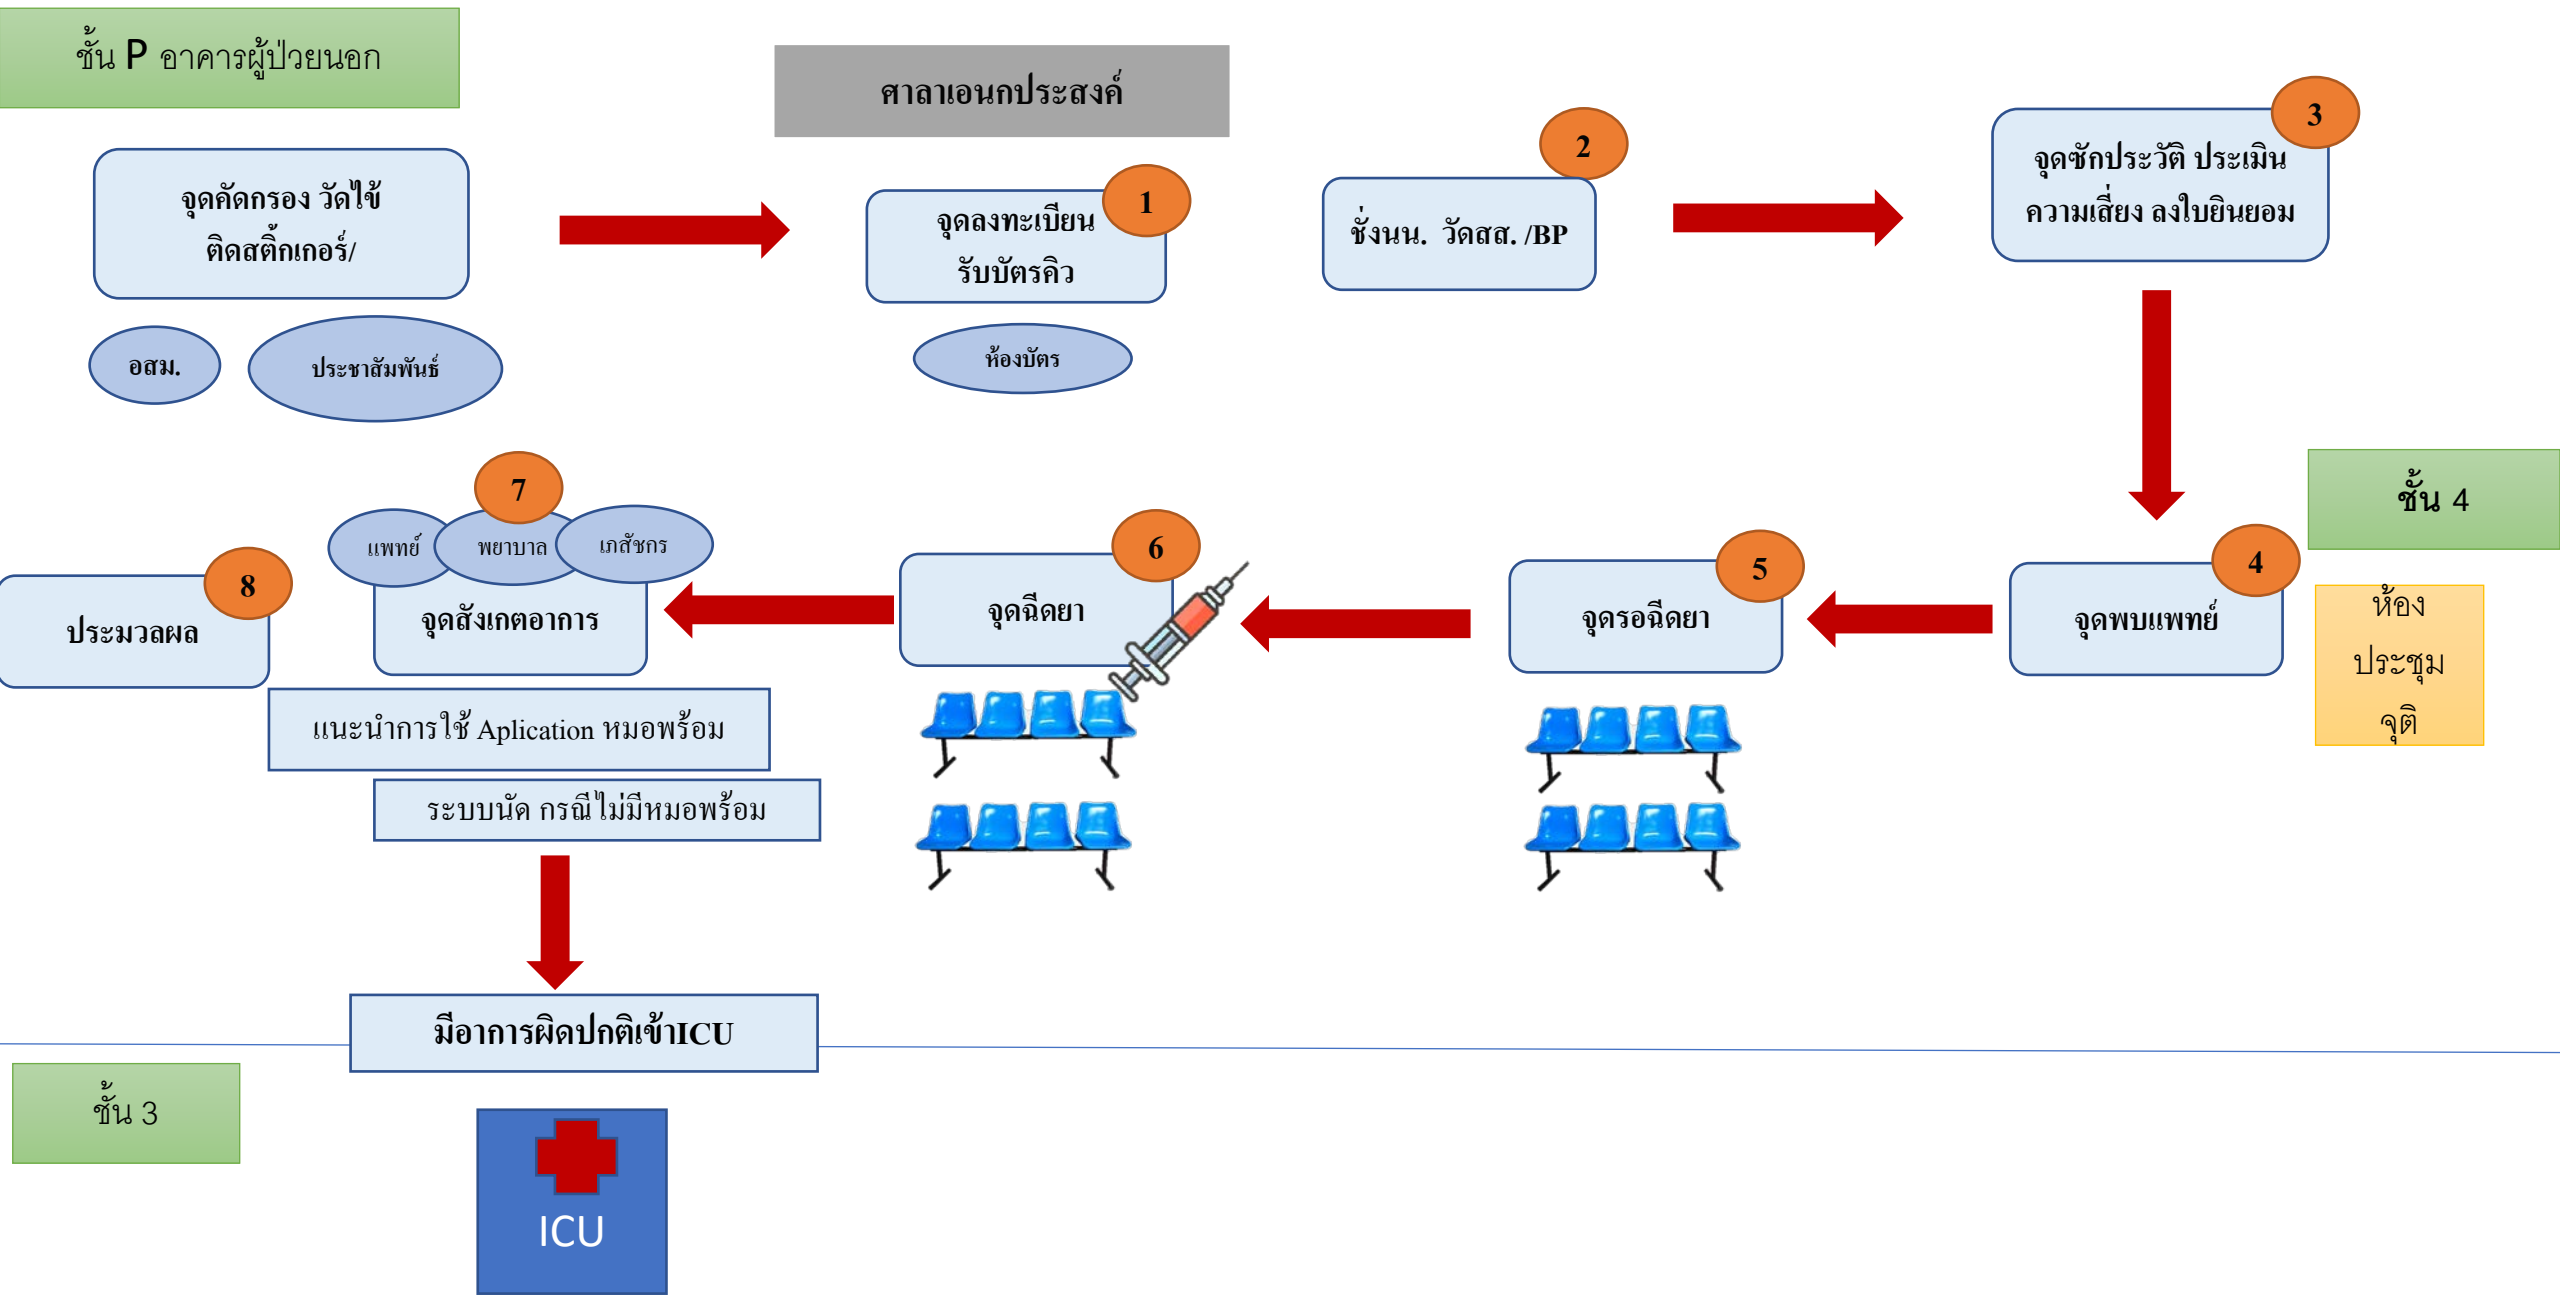 ชั้น P อาคารผู้ป่วยนอก
ศาลาเอนกประสงค์
จุดคัดกรอง วัดไข้
ติดสติ๊กเกอร์/
อสม.
ประชาสัมพันธ์
1
จุดลงทะเบียน
รับบัตรคิว
ห้องบัตร
2
ชั่งนน. วัดสส. /BP
3
จุดซักประวัติ ประเมิน
ความเสี่ยง ลงใบยินยอม
ชั้น 4
ห้อง
ประชุม
จุติ
4
จุดพบแพทย์
5
จุดรอฉีดยา
6
จุดฉีดยา
7
แพทย์
พยาบาล
เภสัชกร
จุดสังเกตอาการ
8
ประมวลผล
แนะนำการใช้ Aplication หมอพร้อม
ระบบนัด กรณีไม่มีหมอพร้อม
มีอาการผิดปกติเข้าICU
ชั้น 3
ICU